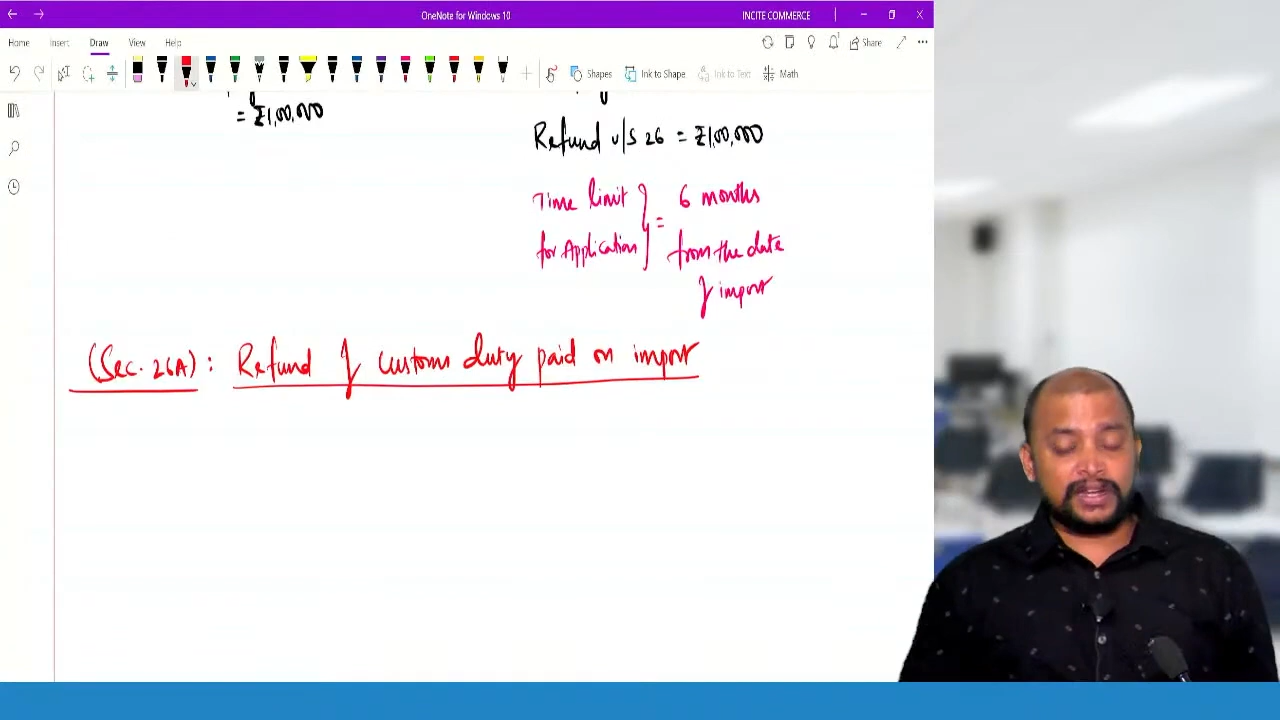 OneNote for Windows 10
INCITE COMMERCE
Home Insert Draw View Help
Share
Shapes Ink to Shape Ink to Text Math
= ₹1,00,000
Refund u/s 26 = ₹1,00,000
Time limit
for Application
= 6 months
from the date
of import
(Sec. 26A) : Refund of customs duty paid on import